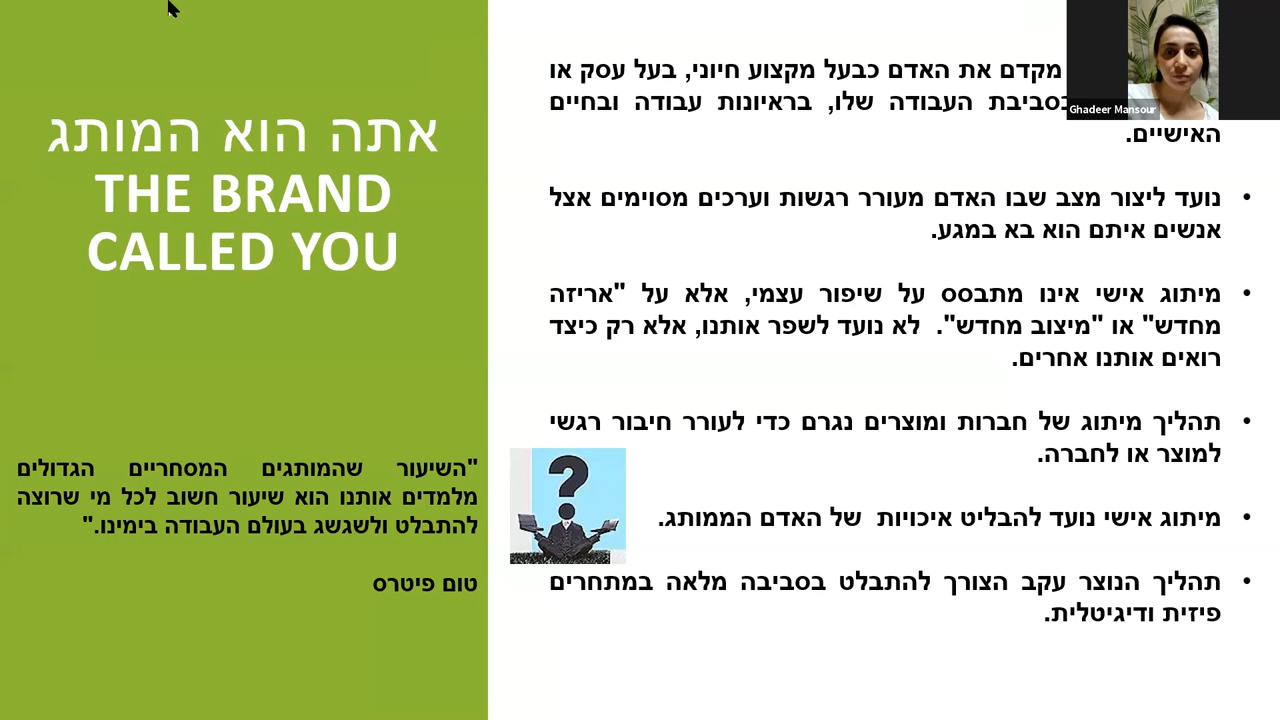 אתה הוא המותג
THE BRAND
CALLED YOU
"השיעור שהמותגים המסחריים הגדולים
מלמדים אותנו הוא שיעור חשוב לכל מי שרוצה
להתבלט ולשגשג בעולם העבודה בימינו."
טום פיטרס
מקדם את האדם כבעל מקצוע חיוני, בעל עסק או
בסביבת העבודה שלו, בראיונות עבודה ובחיים
האישיים.
• נועד ליצור מצב שבו האדם מעורר רגשות וערכים מסוימים אצל
אנשים איתם הוא בא במגע.
• מיתוג אישי אינו מתבסס על שיפור עצמי, אלא על "אריזה
מחדש" או "מיצוב מחדש". לא נועד לשפר אותנו, אלא רק כיצד
רואים אותנו אחרים.
• תהליך מיתוג של חברות ומוצרים נגרם כדי לעורר חיבור רגשי
למוצר או לחברה.
• מיתוג אישי נועד להבליט איכויות של האדם הממותג.
• תהליך הנוצר עקב הצורך להתבלט בסביבה מלאה במתחרים
פיזית ודיגיטלית.
Ghadeer Mansour